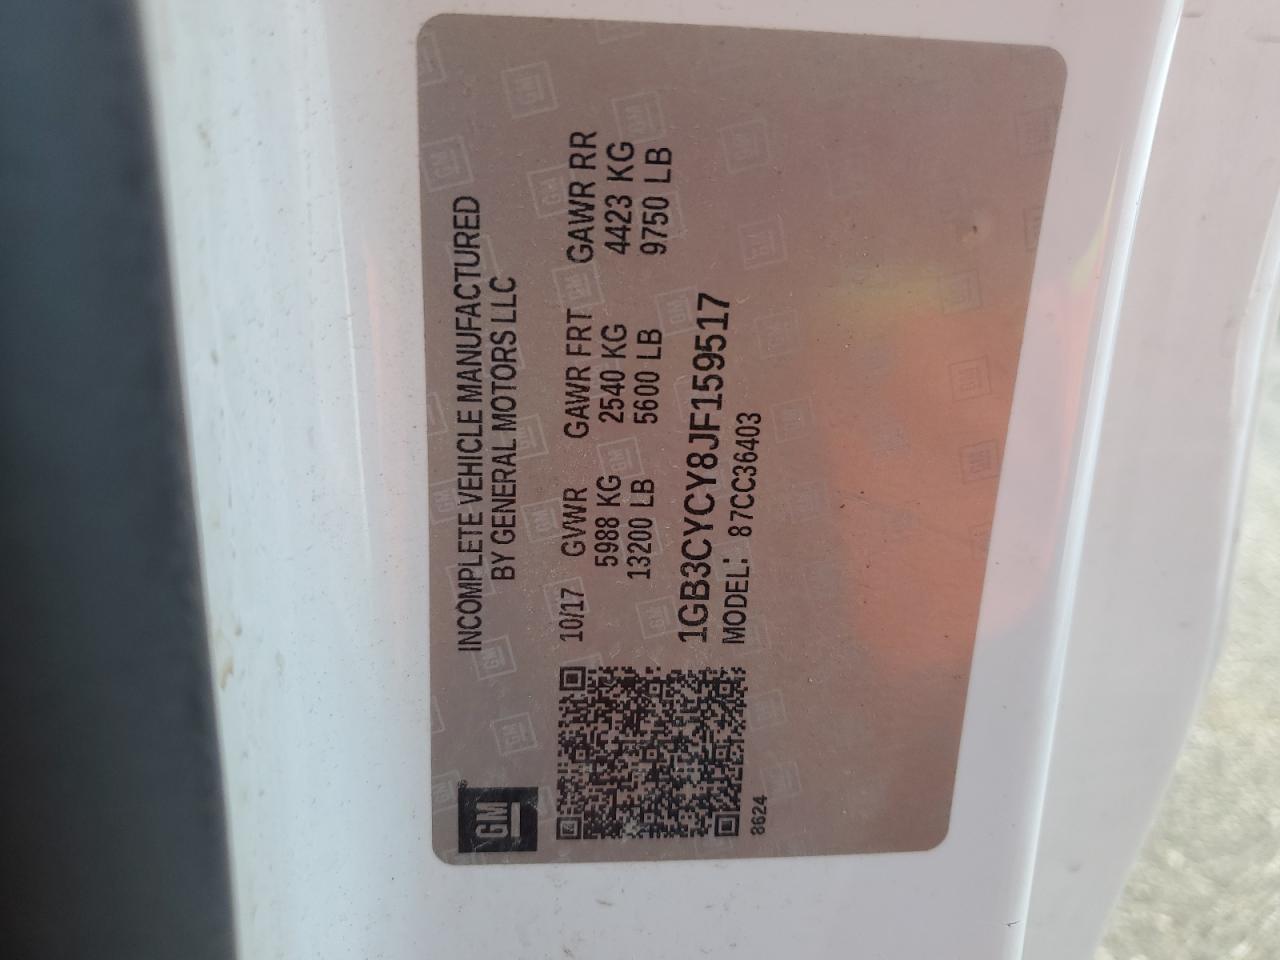 INCOMPLETE VEHICLE MANUFACTURED
BY GENERAL MOTORS LLC
GM®
10/17 GVWR GAWR FRT GAWR RR
5988 KG 2540 KG 4423 KG
13200 LB 5600 LB 9750 LB
1GB3CYCY8JF159517
MODEL: 87CC36403
8624